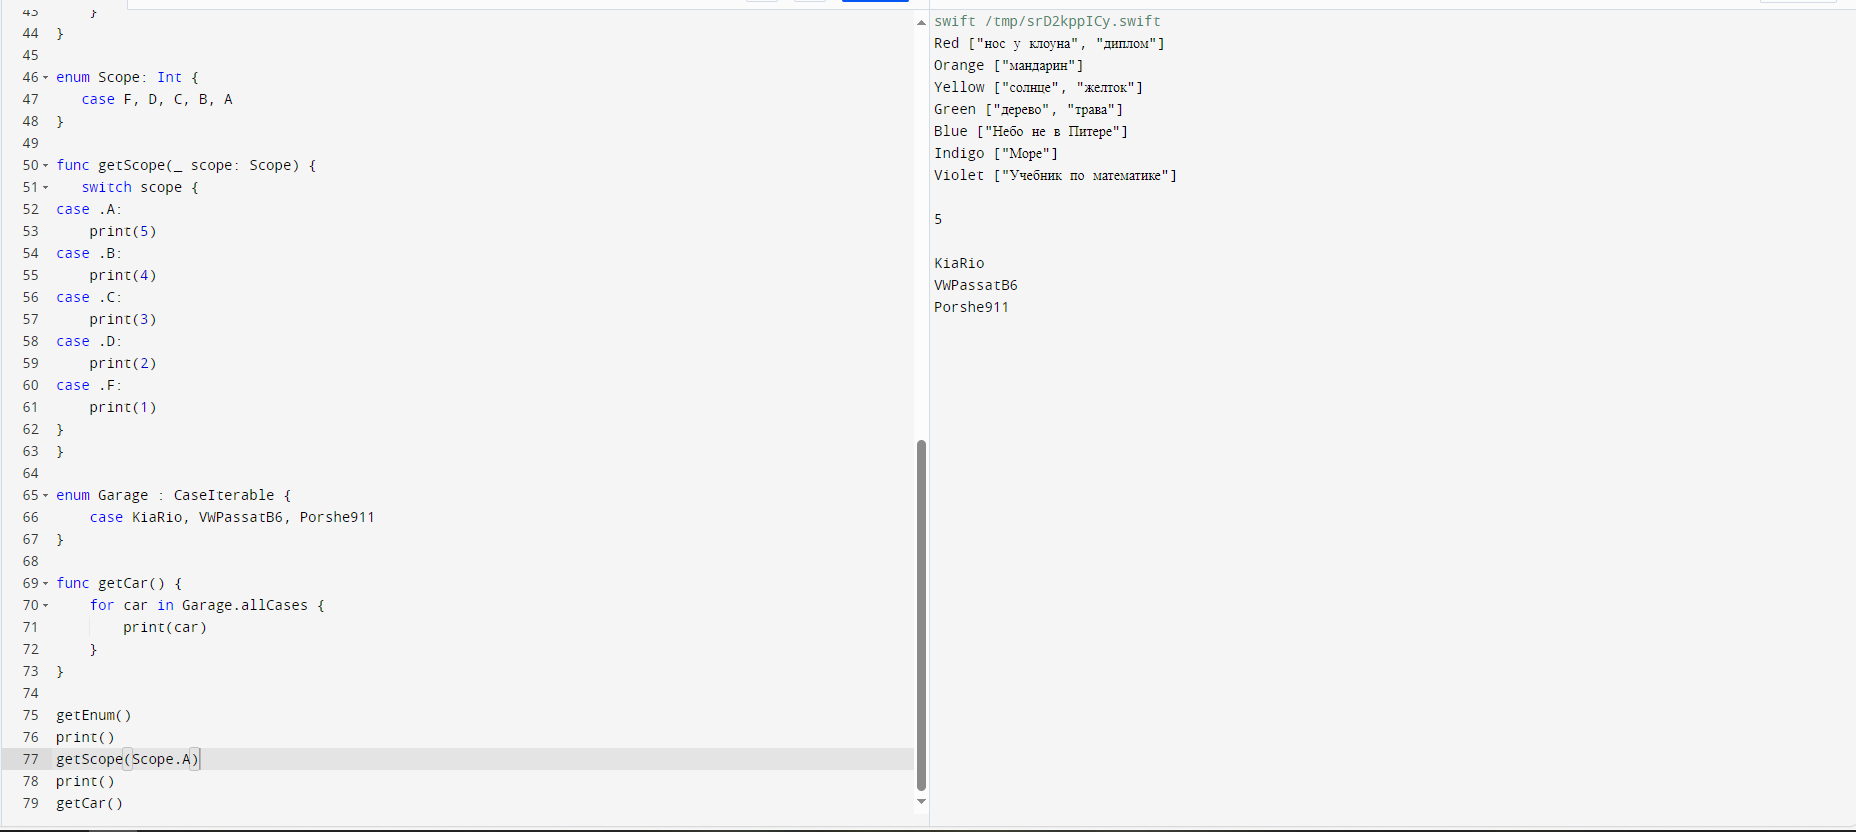 43        }
44    }
45
46    enum Scope: Int {
47       case F, D, C, B, A
48    }
49
50    func getScope(_ scope: Scope) {
51       switch scope {
52    case .A:
53        print(5)
54    case .B:
55        print(4)
56    case .C:
57        print(3)
58    case .D:
59        print(2)
60    case .F:
61        print(1)
62    }
63    }
64
65    enum Garage : CaseIterable {
66        case KiaRio, VWPassatB6, Porshe911
67    }
68
69    func getCar() {
70        for car in Garage.allCases {
71            print(car)
72        }
73    }
74
75    getEnum()
76    print()
77    getScope(Scope.A)
78    print()
79    getCar()
swift /tmp/srD2kppICy.swift
Red ["нос у клоуна", "диплом"]
Orange ["мандарин"]
Yellow ["солнце", "желток"]
Green ["дерево", "трава"]
Blue ["Небо не в Питере"]
Indigo ["Море"]
Violet ["Учебник по математике"]

5

KiaRio
VWPassatB6
Porshe911